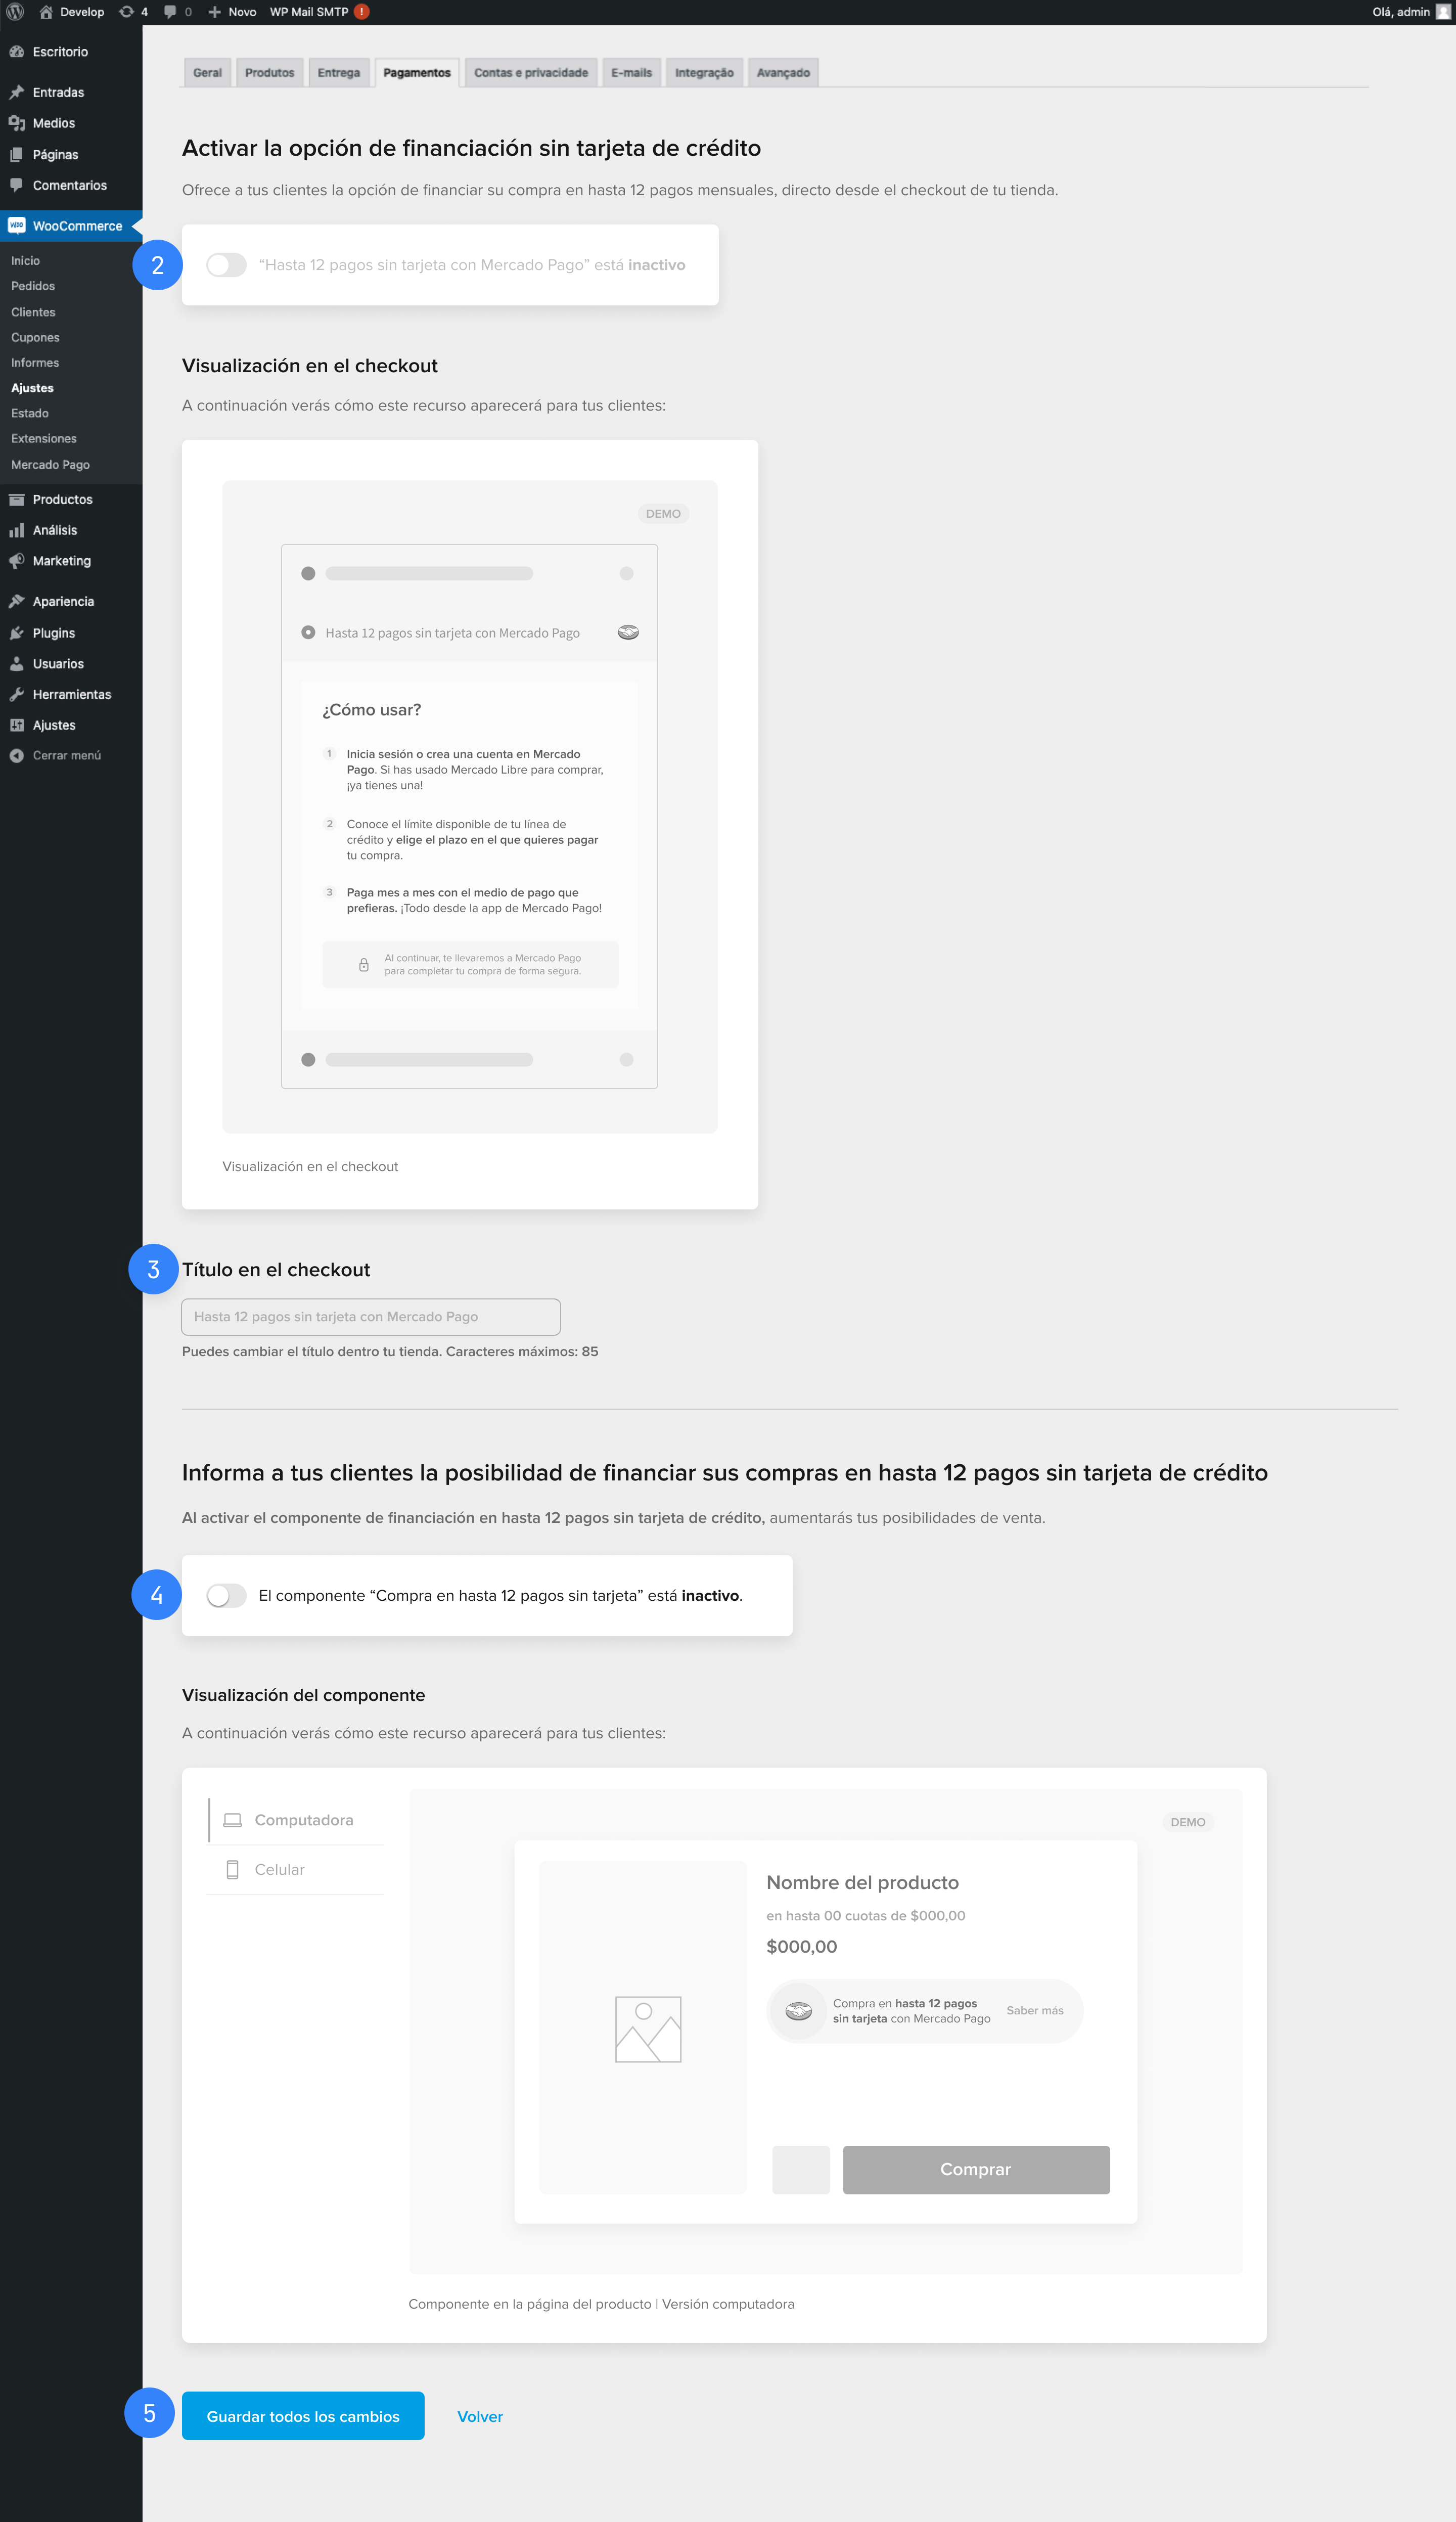 Develop 4 0 Novo WP Mail SMTP ! Olá, admin
Escritorio
Entradas
Medios
Páginas
Comentarios
WooCommerce
Inicio
Pedidos
Clientes
Cupones
Informes
Ajustes
Estado
Extensiones
Mercado Pago
Productos
Análisis
Marketing
Apariencia
Plugins
Usuarios
Herramientas
Ajustes
Cerrar menú
Geral Produtos Entrega Pagamentos Contas e privacidade E-mails Integração Avançado
Activar la opción de financiación sin tarjeta de crédito
Ofrece a tus clientes la opción de financiar su compra en hasta 12 pagos mensuales, directo desde el checkout de tu tienda.
2
“Hasta 12 pagos sin tarjeta con Mercado Pago” está inactivo
Visualización en el checkout
A continuación verás cómo este recurso aparecerá para tus clientes:
DEMO
Hasta 12 pagos sin tarjeta con Mercado Pago
¿Cómo usar?
1 Inicia sesión o crea una cuenta en Mercado
Pago. Si has usado Mercado Libre para comprar,
¡ya tienes una!
2 Conoce el límite disponible de tu línea de
crédito y elige el plazo en el que quieres pagar
tu compra.
3 Paga mes a mes con el medio de pago que
prefieras. ¡Todo desde la app de Mercado Pago!
Al continuar, te llevaremos a Mercado Pago
para completar tu compra de forma segura.
Visualización en el checkout
3
Título en el checkout
Hasta 12 pagos sin tarjeta con Mercado Pago
Puedes cambiar el título dentro tu tienda. Caracteres máximos: 85
Informa a tus clientes la posibilidad de financiar sus compras en hasta 12 pagos sin tarjeta de crédito
Al activar el componente de financiación en hasta 12 pagos sin tarjeta de crédito, aumentarás tus posibilidades de venta.
4
El componente “Compra en hasta 12 pagos sin tarjeta” está inactivo.
Visualización del componente
A continuación verás cómo este recurso aparecerá para tus clientes:
Computadora
Celular
DEMO
Nombre del producto
en hasta 00 cuotas de $000,00
$000,00
Compra en hasta 12 pagos
sin tarjeta con Mercado Pago
Saber más
Comprar
Componente en la página del producto | Versión computadora
5
Guardar todos los cambios Volver